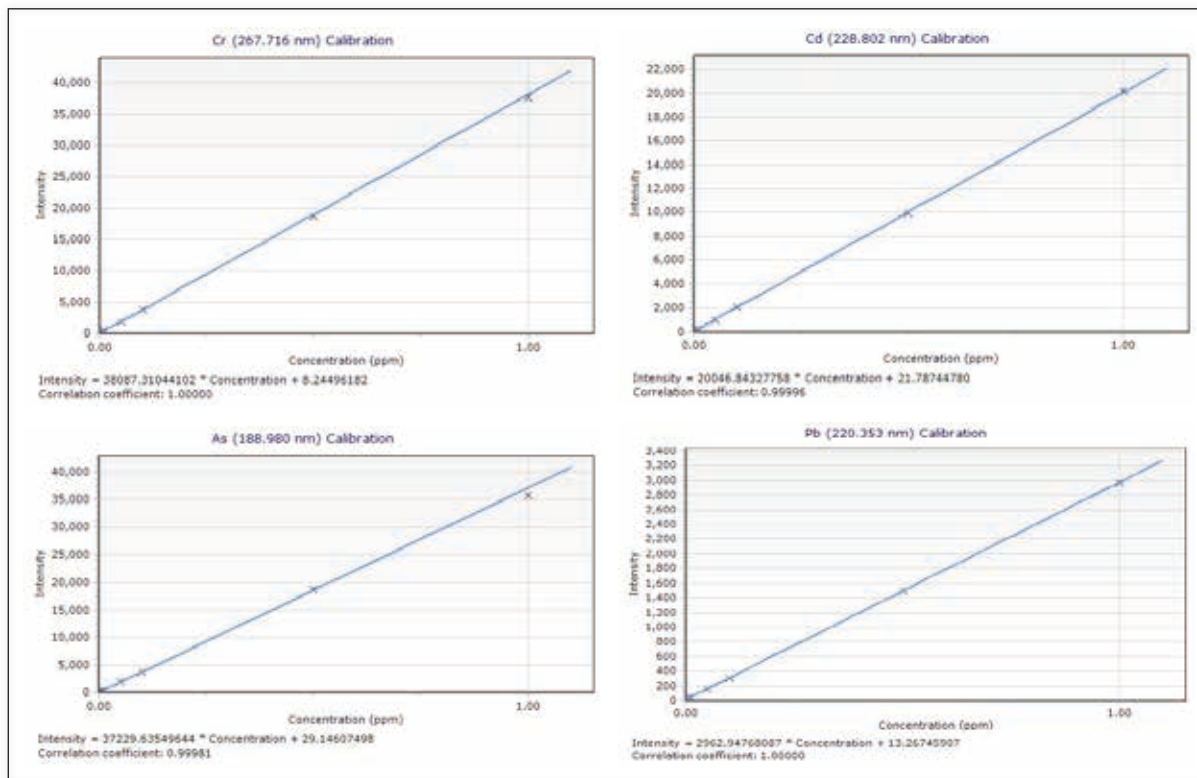 Cr (267.716 nm) Calibration
40,000
35,000
30,000
25,000
20,000
15,000
10,000
5,000
0
Intensity
0.00
1.00
Concentration (ppm)
Intensity = 38087.31044102 * Concentration + 8.24496182
Correlation coefficient: 1.00000
Cd (228.802 nm) Calibration
22,000
20,000
18,000
16,000
14,000
12,000
10,000
8,000
6,000
4,000
2,000
0
Intensity
0.00
1.00
Concentration (ppm)
Intensity = 20046.84327758 * Concentration + 21.78744780
Correlation coefficient: 0.99996
As (188.980 nm) Calibration
40,000
35,000
30,000
25,000
20,000
15,000
10,000
5,000
0
Intensity
0.00
1.00
Concentration (ppm)
Intensity = 37229.63549644 * Concentration + 29.14607498
Correlation coefficient: 0.99981
Pb (220.353 nm) Calibration
3,400
3,200
3,000
2,800
2,600
2,400
2,200
2,000
1,800
1,600
1,400
1,200
1,000
800
600
400
200
0
Intensity
0.00
1.00
Concentration (ppm)
Intensity = 2962.94768087 * Concentration + 13.26745907
Correlation coefficient: 1.00000